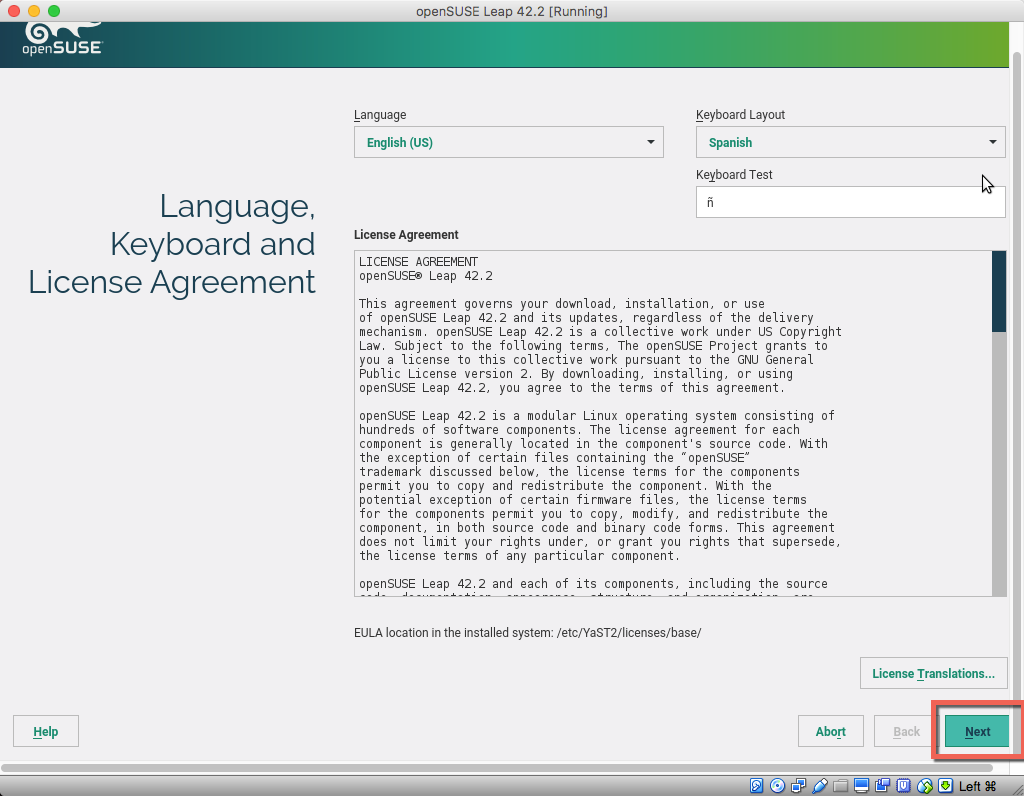 openSUSE Leap 42.2 [Running]
openSUSE
Language
Keyboard Layout
English (US)
Spanish
Keyboard Test
ñ
Language,
Keyboard and
License Agreement
License Agreement
LICENSE AGREEMENT
openSUSE® Leap 42.2
This agreement governs your download, installation, or use
of openSUSE Leap 42.2 and its updates, regardless of the delivery
mechanism. openSUSE Leap 42.2 is a collective work under US Copyright
Law. Subject to the following terms, The openSUSE Project grants to
you a license to this collective work pursuant to the GNU General
Public License version 2. By downloading, installing, or using
openSUSE Leap 42.2, you agree to the terms of this agreement.
openSUSE Leap 42.2 is a modular Linux operating system consisting of
hundreds of software components. The license agreement for each
component is generally located in the component's source code. With
the exception of certain files containing the “openSUSE”
trademark discussed below, the license terms for the components
permit you to copy and redistribute the component. With the
potential exception of certain firmware files, the license terms
for the components permit you to copy, modify, and redistribute the
component, in both source code and binary code forms. This agreement
does not limit your rights under, or grant you rights that supersede,
the license terms of any particular component.
openSUSE Leap 42.2 and each of its components, including the source
EULA location in the installed system: /etc/YaST2/licenses/base/
License Translations...
Help
Abort
Back
Next
Left ⌘